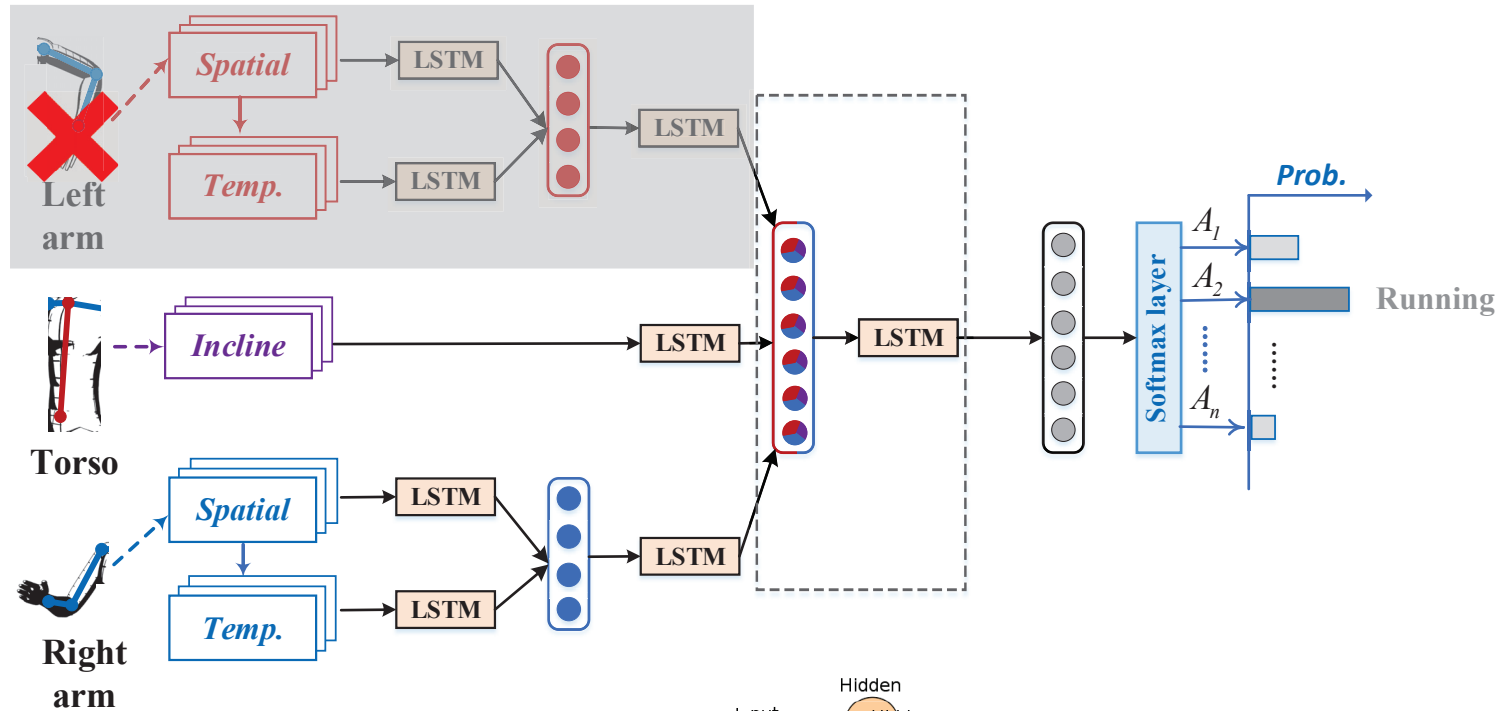 Spatial
LSTM
LSTM
Temp.
LSTM
Left
arm
Prob.
A1
A2
Running
Softmax layer
An
Incline
LSTM
LSTM
Torso
Spatial
LSTM
LSTM
Temp.
LSTM
Right
arm
Hidden